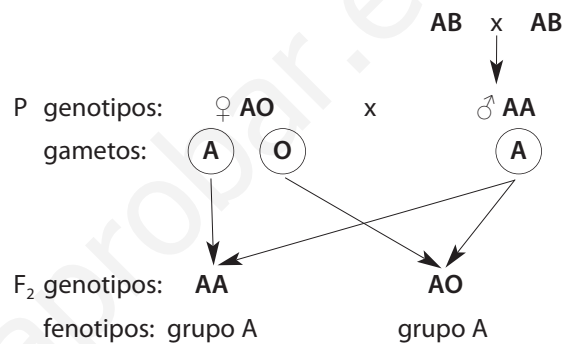 AB x AB
P genotipos: ♀ AO x ♂ AA
gametos: A O A
F₂ genotipos: AA AO
fenotipos: grupo A grupo A